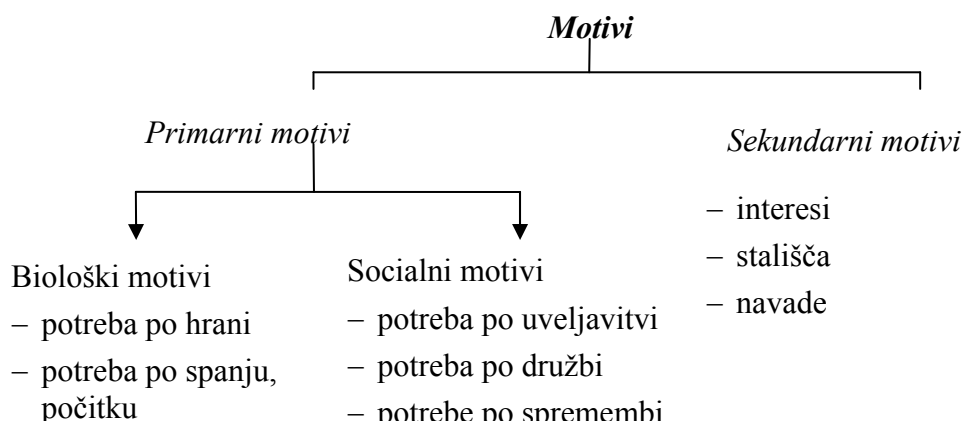 Motivi
Primarni motivi
Sekundarni motivi
– interesi
– stališča
– navade
Biološki motivi
– potreba po hrani
– potreba po spanju,
počitku
Socialni motivi
– potreba po uveljavitvi
– potreba po družbi
– potrebe po spremembi